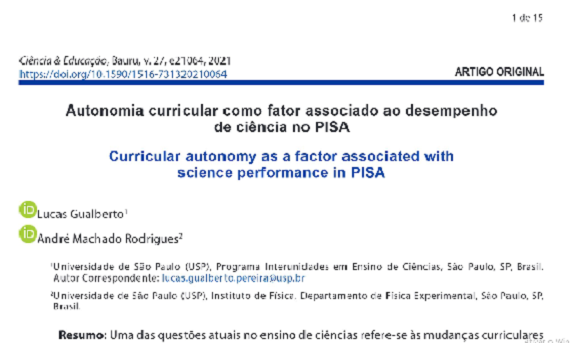 1 de 15
Ciência & Educação, Bauru, v. 27, e21064, 2021
https://doi.org/10.1590/1516-731320210064
ARTIGO ORIGINAL
Autonomia curricular como fator associado ao desempenho
de ciência no PISA
Curricular autonomy as a factor associated with
science performance in PISA
iD Lucas Gualberto¹
iD André Machado Rodrigues²
¹Universidade de São Paulo (USP), Programa Interunidades em Ensino de Ciências, São Paulo, SP, Brasil.
Autor Correspondente: lucas.gualberto.pereira@usp.br
²Universidade de São Paulo (USP), Instituto de Física. Departamento de Física Experimental, São Paulo, SP,
Brasil.
Resumo: Uma das questões atuais no ensino de ciências refere-se às mudanças curriculares